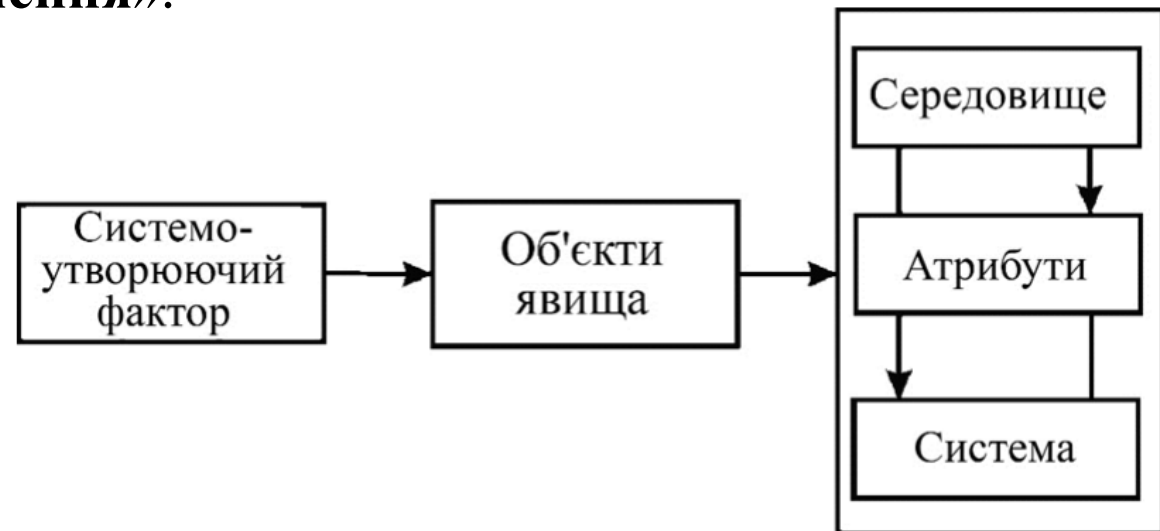 Системо-
утворюючий
фактор
Об'єкти
явища
Середовище
Атрибути
Система